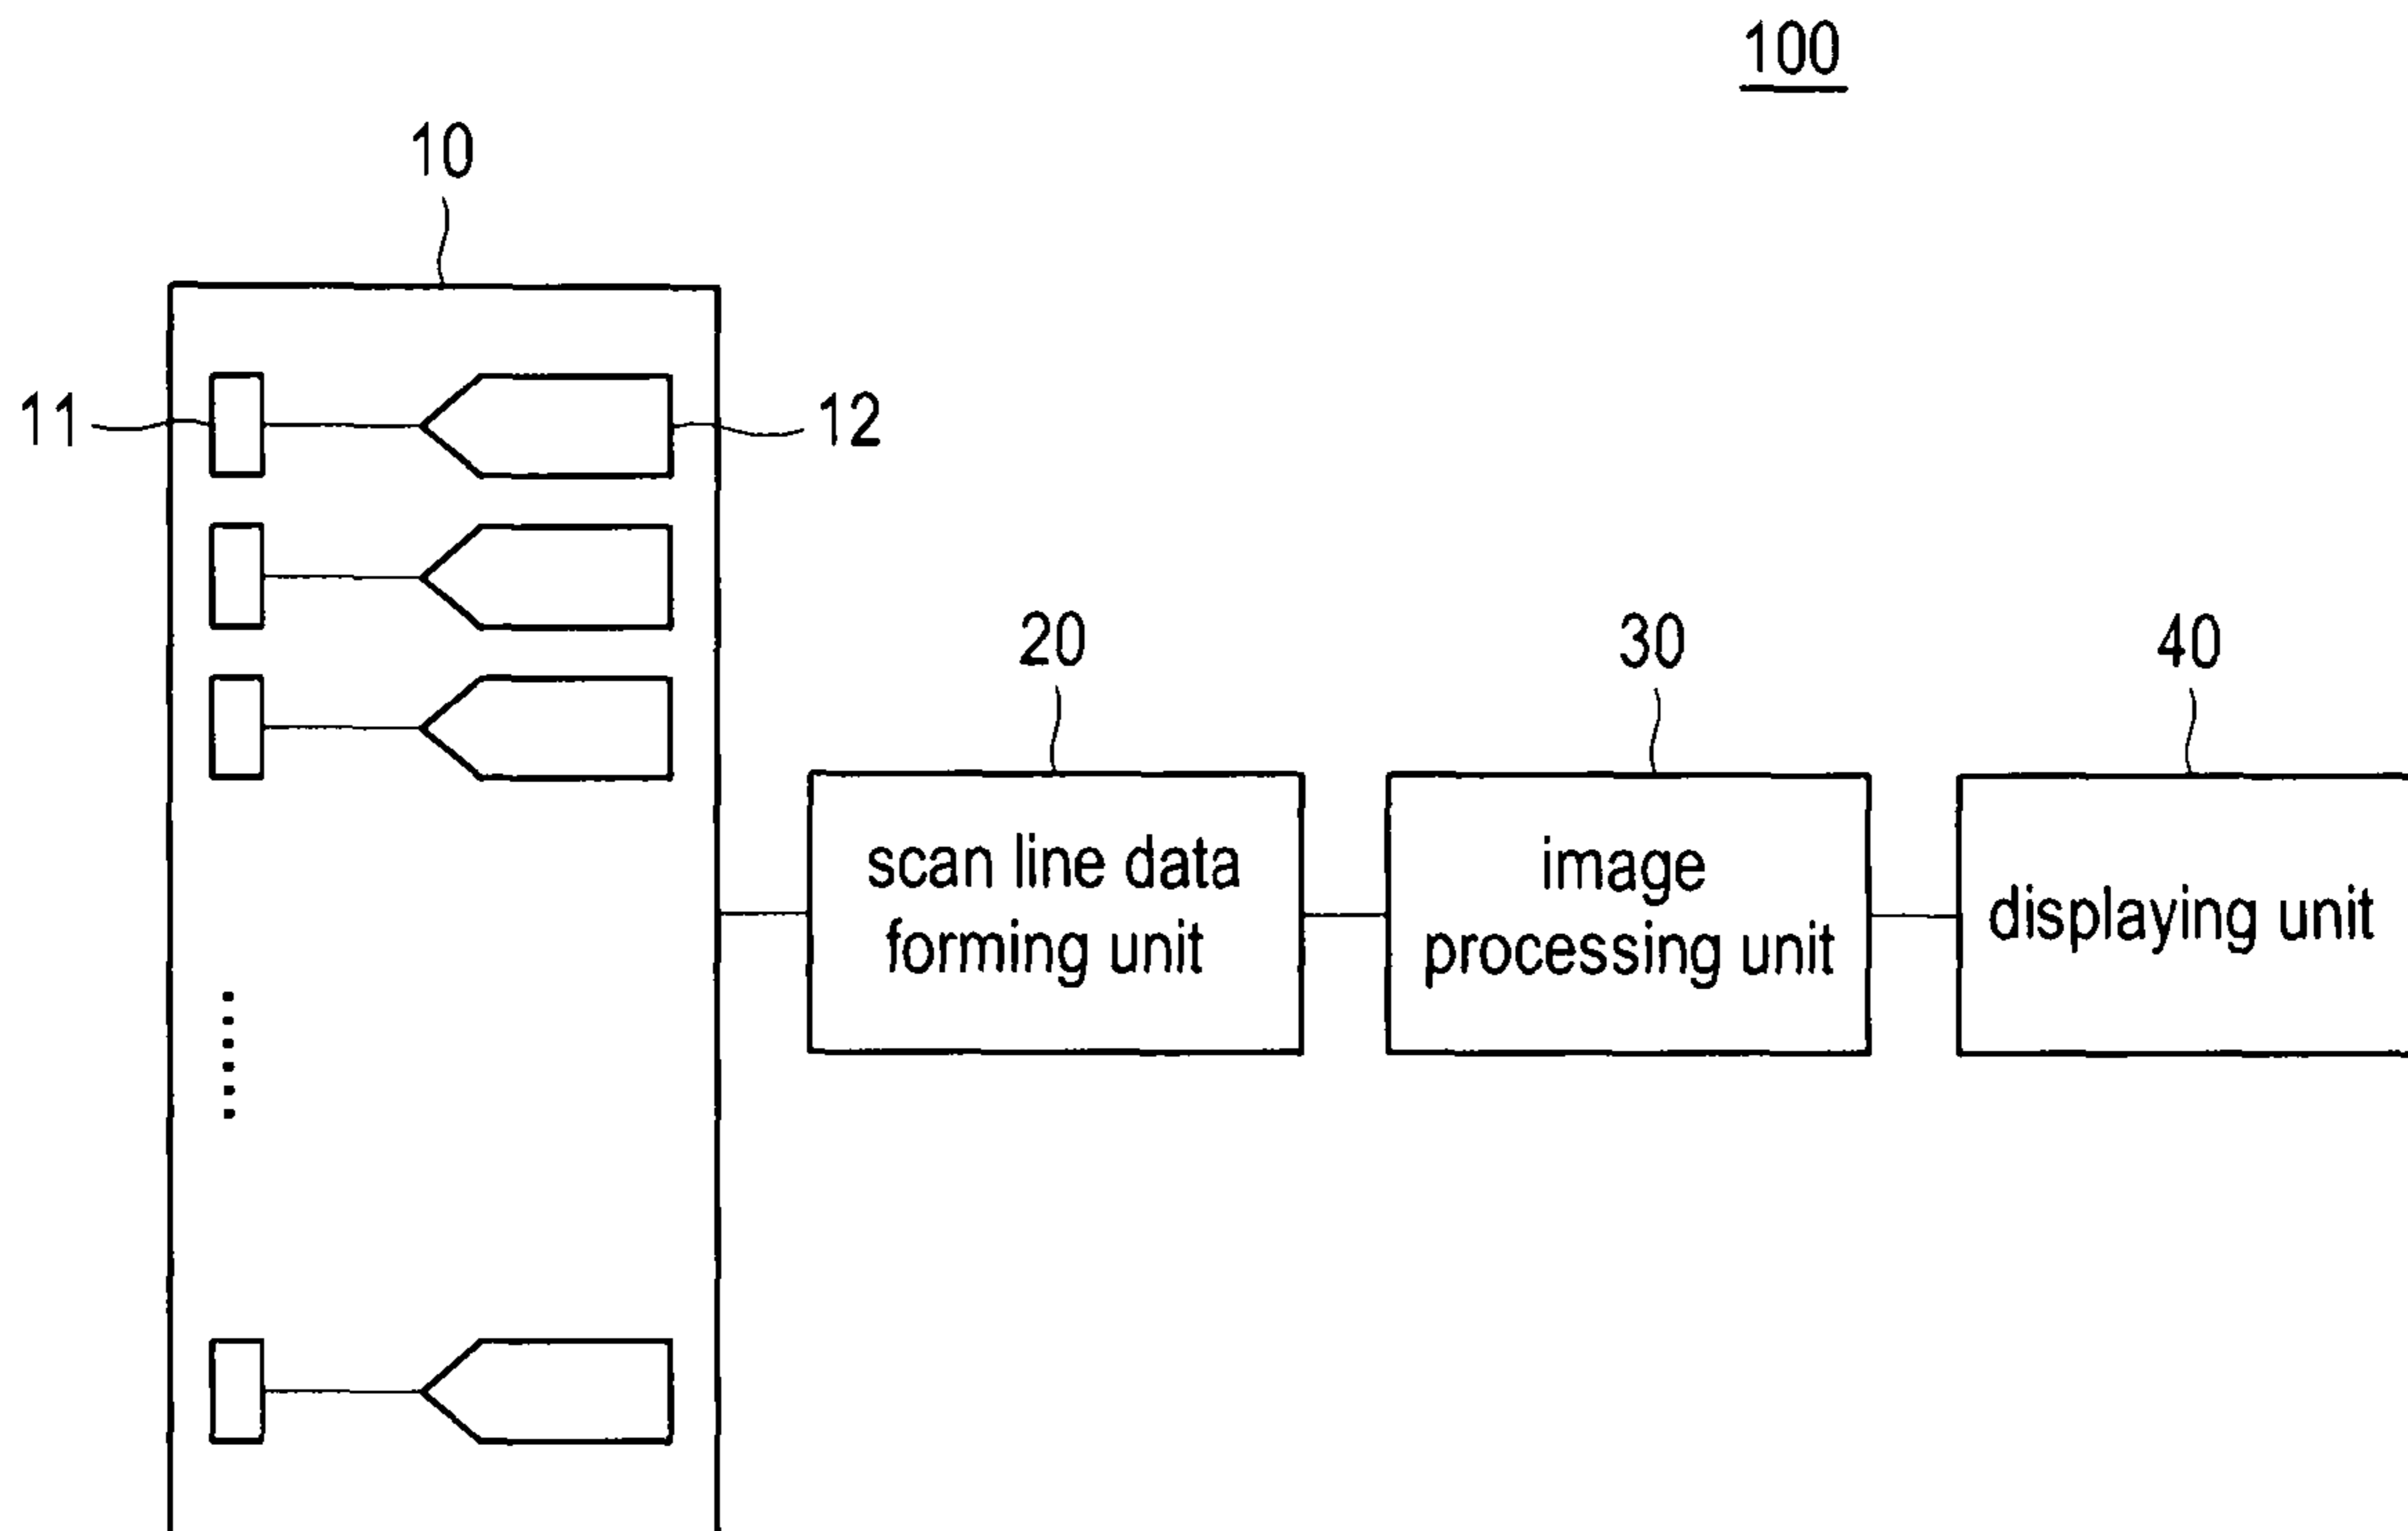 100
10
11
12
20
30
40
scan line data
forming unit
image
processing unit
displaying unit